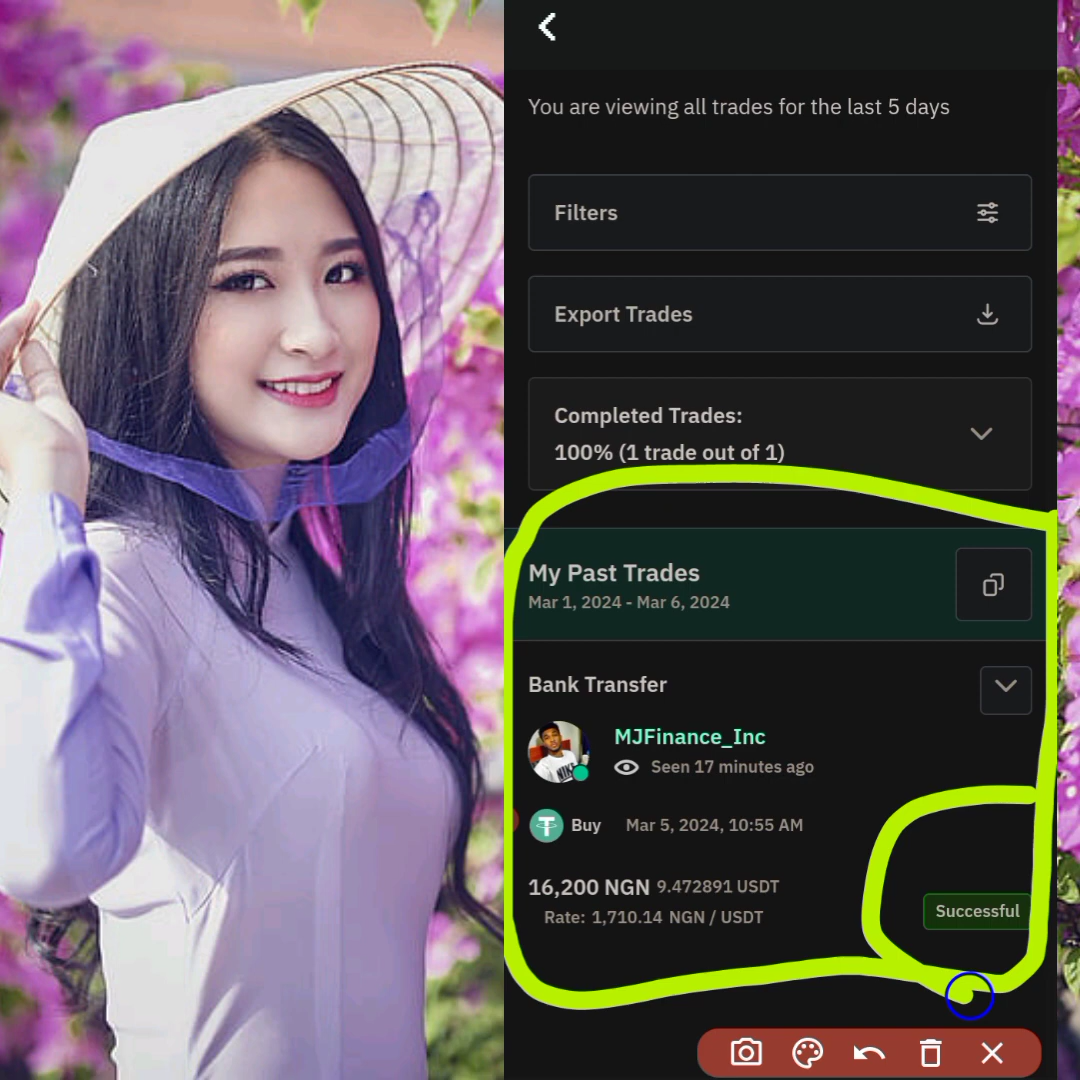 You are viewing all trades for the last 5 days
Filters
Export Trades
Completed Trades:
100% (1 trade out of 1)
My Past Trades
Mar 1, 2024 - Mar 6, 2024
Bank Transfer
MJFinance_Inc
Seen 17 minutes ago
Buy Mar 5, 2024, 10:55 AM
16,200 NGN 9.472891 USDT
Rate: 1,710.14 NGN / USDT
Successful